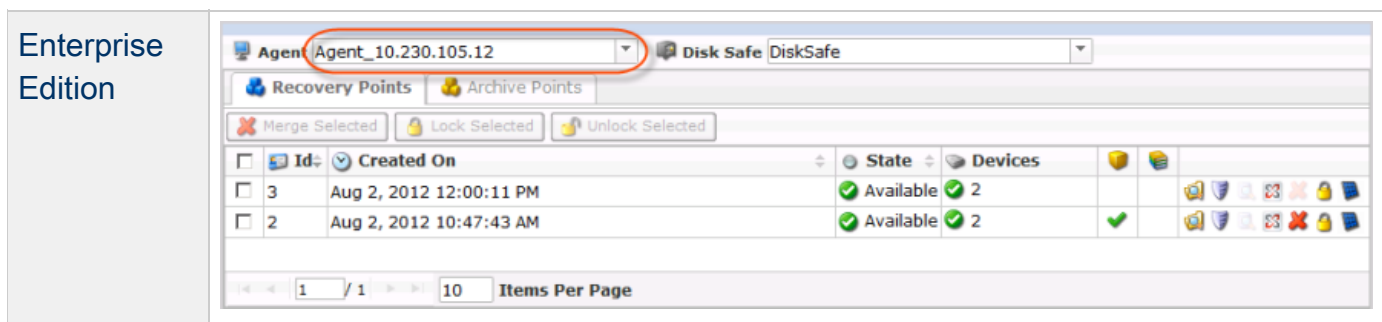 Enterprise
Edition
Agent Agent_10.230.105.12 Disk Safe DiskSafe
Recovery Points Archive Points
Merge Selected Lock Selected Unlock Selected
Id Created On State Devices
3 Aug 2, 2012 12:00:11 PM Available 2
2 Aug 2, 2012 10:47:43 AM Available 2
1 / 1 10 Items Per Page